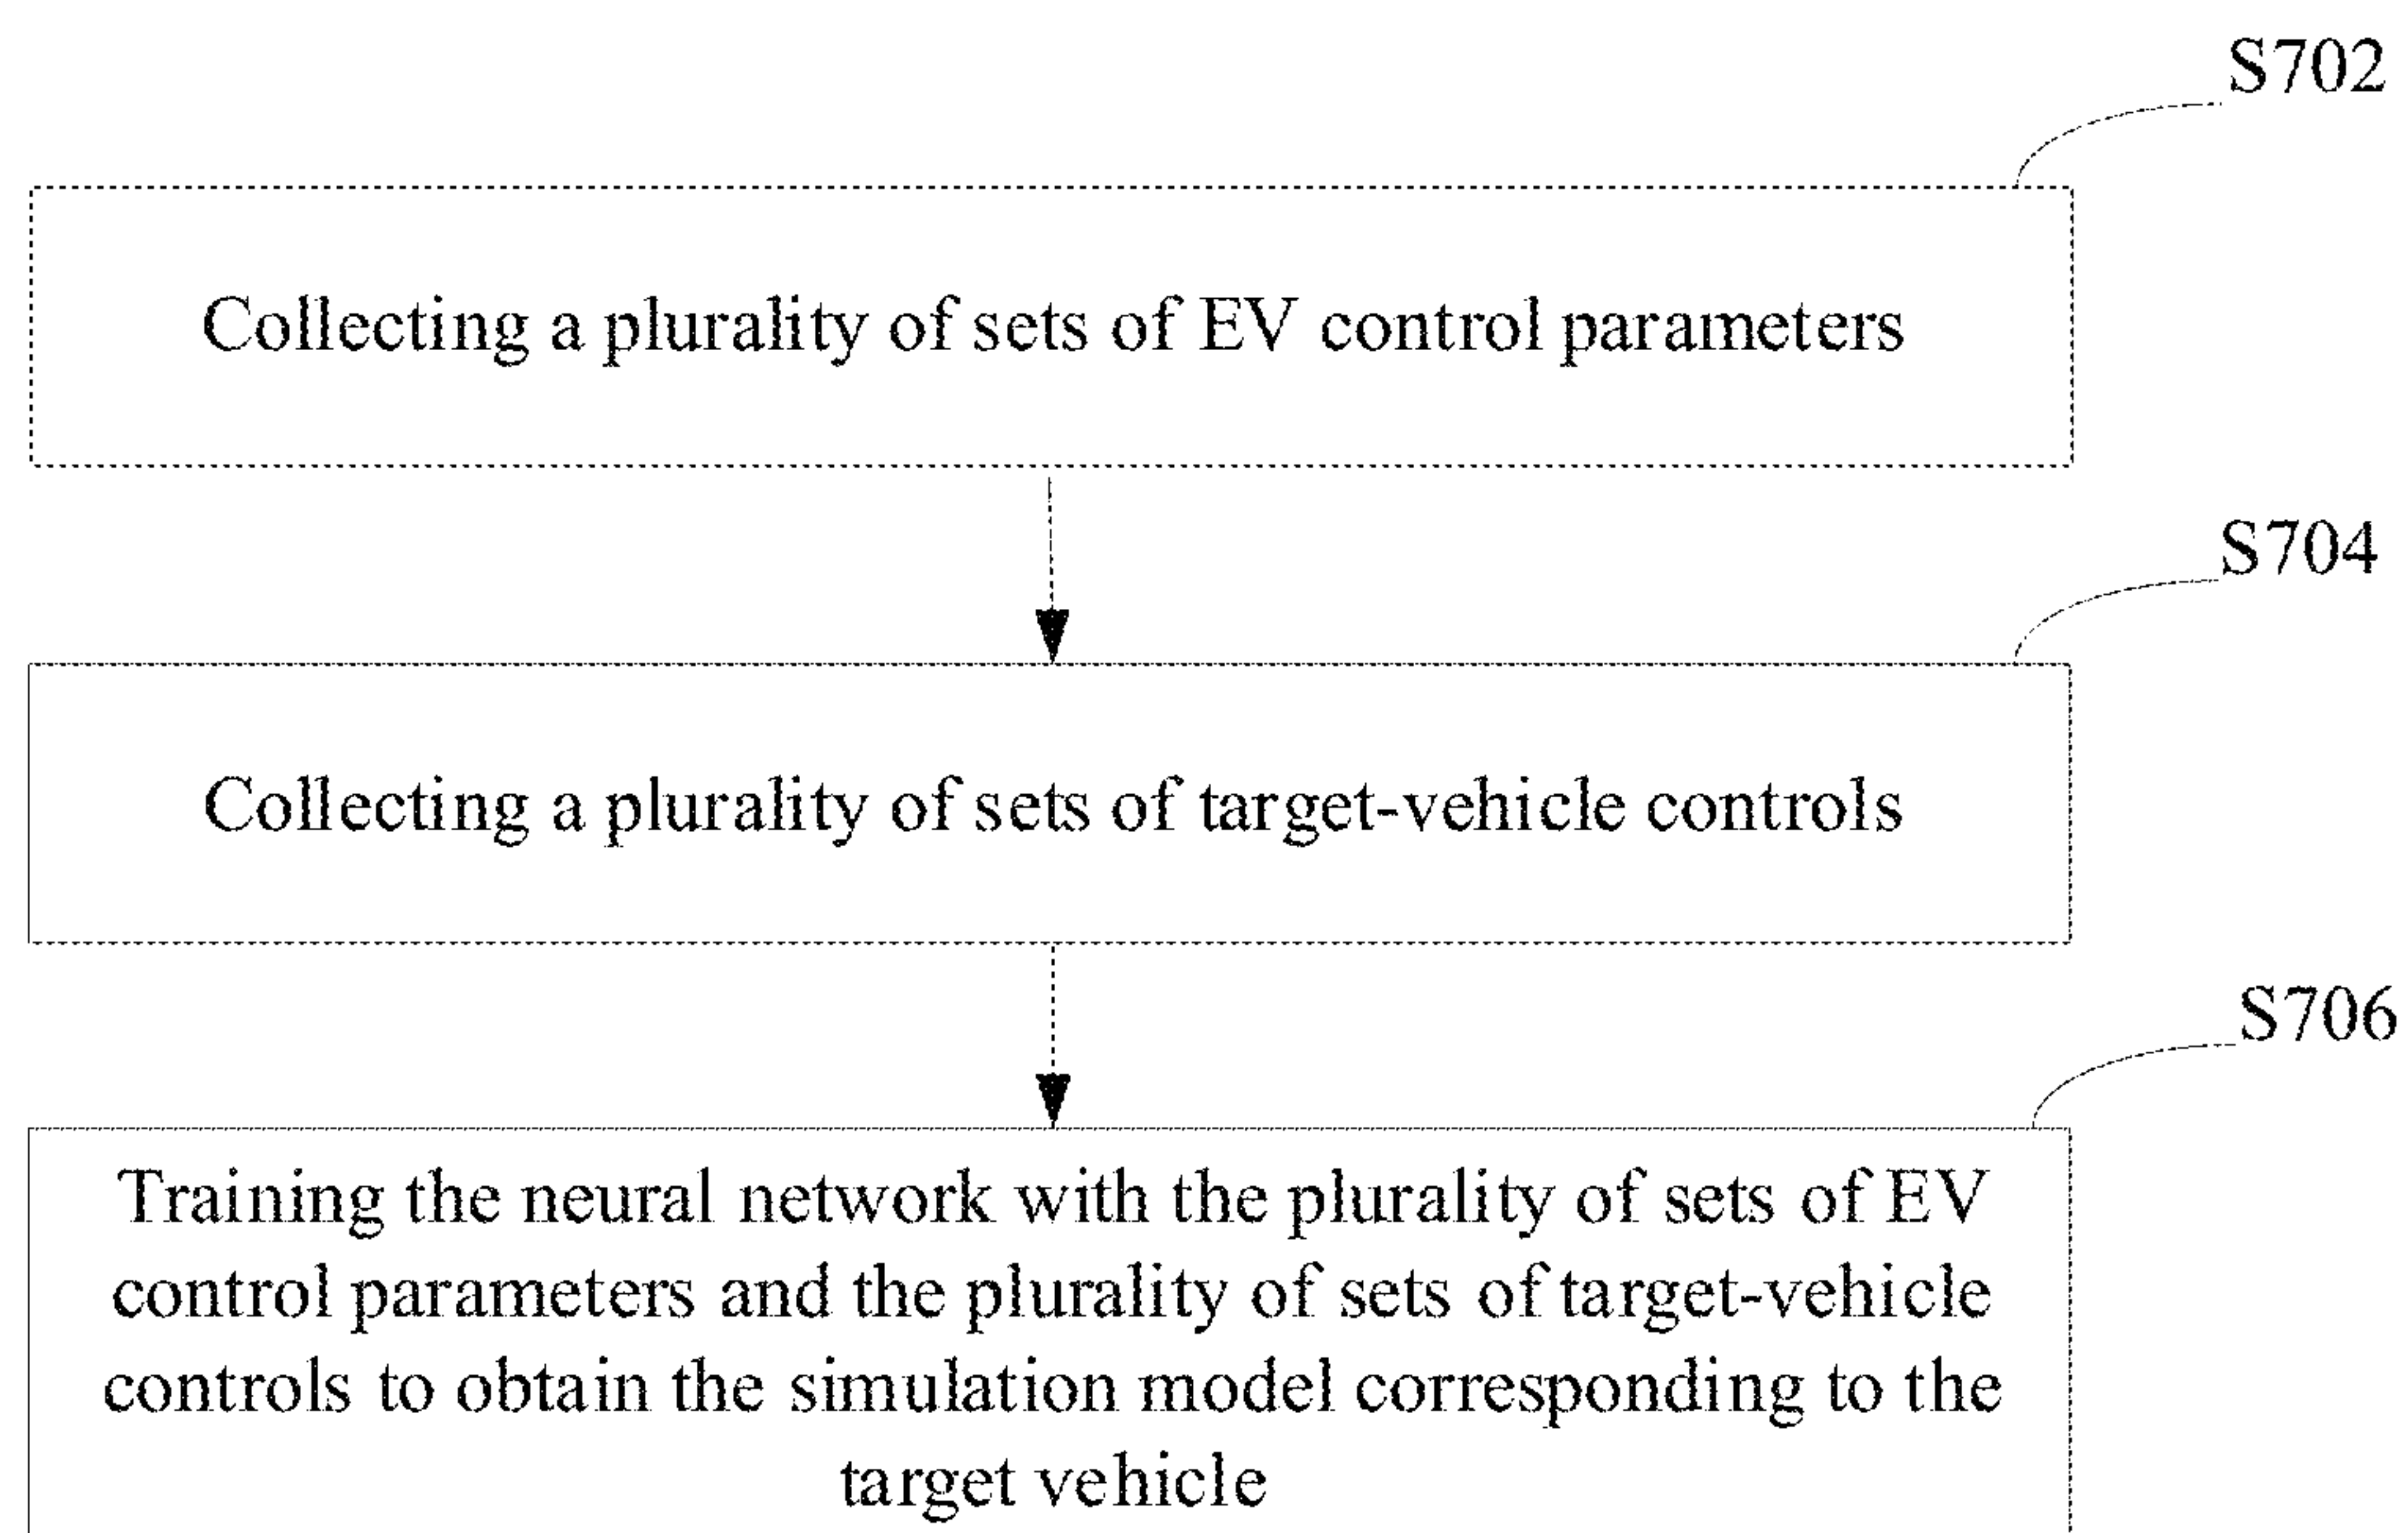 S702
Collecting a plurality of sets of EV control parameters
S704
Collecting a plurality of sets of target-vehicle controls
S706
Training the neural network with the plurality of sets of EV
control parameters and the plurality of sets of target-vehicle
controls to obtain the simulation model corresponding to the
target vehicle